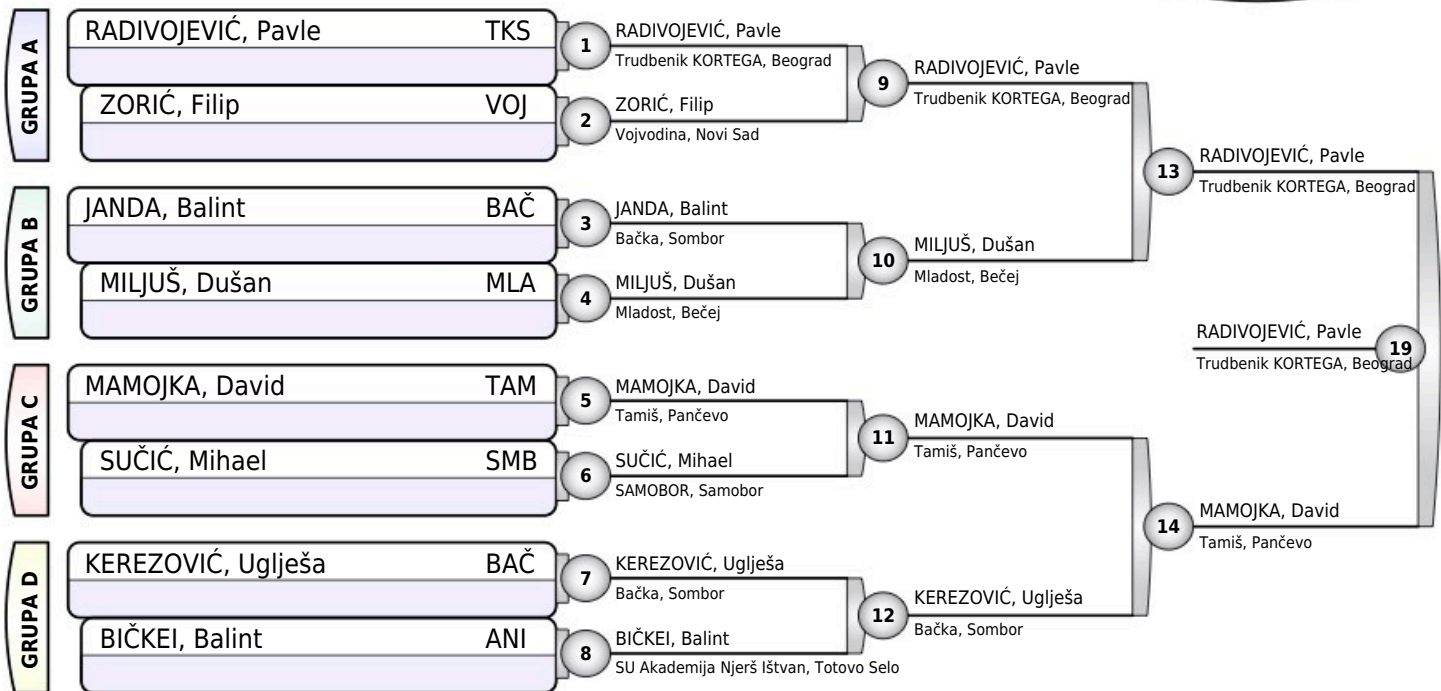 GRUPA A
RADIVOJEVIĆ, Pavle TKS
ZORIĆ, Filip VOJ
GRUPA B
JANDA, Balint BAČ
MILJUŠ, Dušan MLA
GRUPA C
MAMOJKA, David TAM
SUČIĆ, Mihael SMB
GRUPA D
KEREZOVIĆ, Uglješa BAČ
BIČKEI, Balint ANI
1
RADIVOJEVIĆ, Pavle
Trudbenik KORTEGA, Beograd
2
ZORIĆ, Filip
Vojvodina, Novi Sad
3
JANDA, Balint
Bačka, Sombor
4
MILJUŠ, Dušan
Mladost, Bečej
5
MAMOJKA, David
Tamiš, Pančevo
6
SUČIĆ, Mihael
SAMOBOR, Samobor
7
KEREZOVIĆ, Uglješa
Bačka, Sombor
8
BIČKEI, Balint
SU Akademija Njerš Ištvan, Totovo Selo
9
RADIVOJEVIĆ, Pavle
Trudbenik KORTEGA, Beograd
10
MILJUŠ, Dušan
Mladost, Bečej
11
MAMOJKA, David
Tamiš, Pančevo
12
KEREZOVIĆ, Uglješa
Bačka, Sombor
13
RADIVOJEVIĆ, Pavle
Trudbenik KORTEGA, Beograd
14
MAMOJKA, David
Tamiš, Pančevo
RADIVOJEVIĆ, Pavle
Trudbenik KORTEGA, Beograd
19